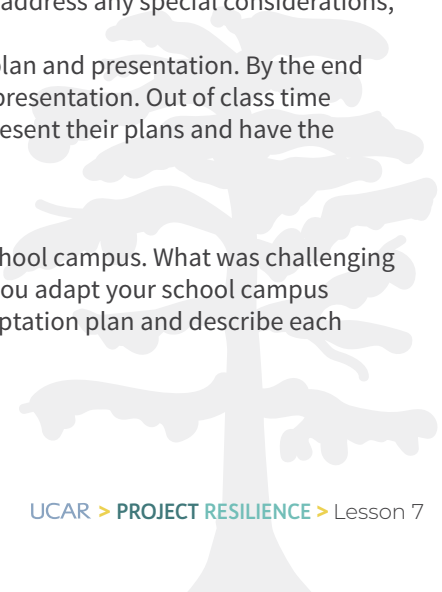 address any special considerations,
plan and presentation. By the end
presentation. Out of class time
esent their plans and have the
hool campus. What was challenging
ou adapt your school campus
ptation plan and describe each
UCAR > PROJECT RESILIENCE > Lesson 7